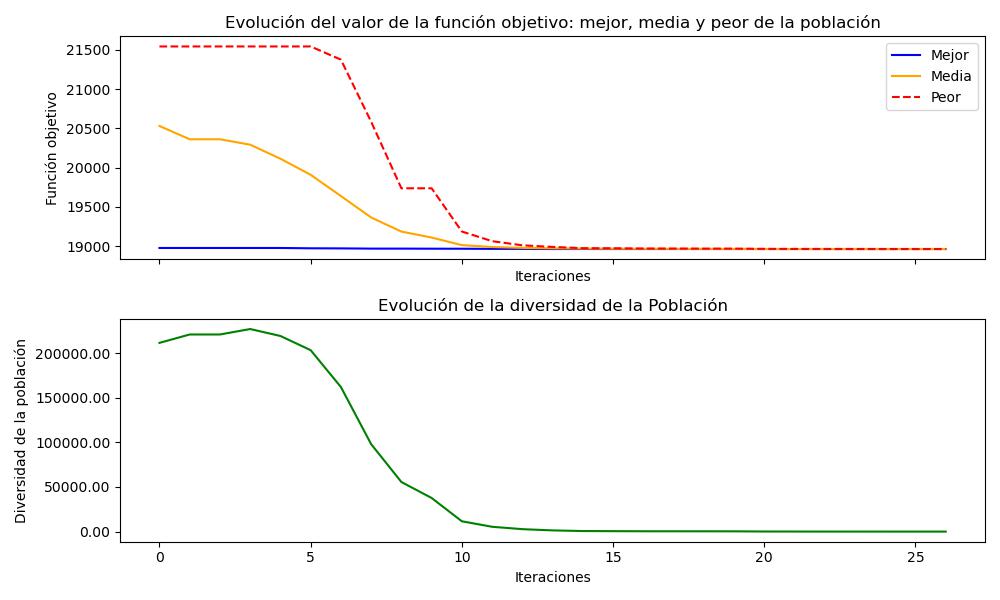 Evolución del valor de la función objetivo: mejor, media y peor de la población
21500
21000
20500
20000
19500
19000
Función objetivo
Mejor
Media
Peor
Iteraciones
Evolución de la diversidad de la Población
200000.00
150000.00
100000.00
50000.00
0.00
Diversidad de la población
0 5 10 15 20 25
Iteraciones